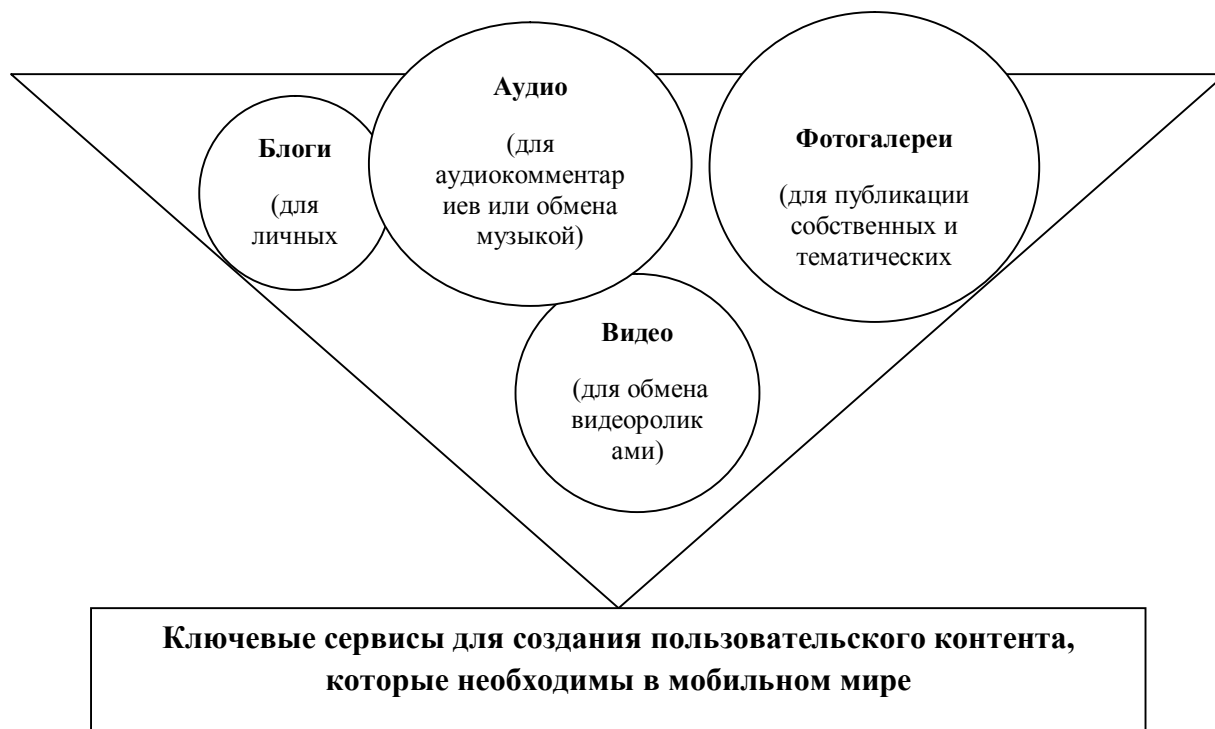 Блоги
(для
личных
Аудио
(для
аудиокомментар
иев или обмена
музыкой)
Фотогалереи
(для публикации
собственных и
тематических
Видео
(для обмена
видеоролик
ами)
Ключевые сервисы для создания пользовательского контента,
которые необходимы в мобильном мире